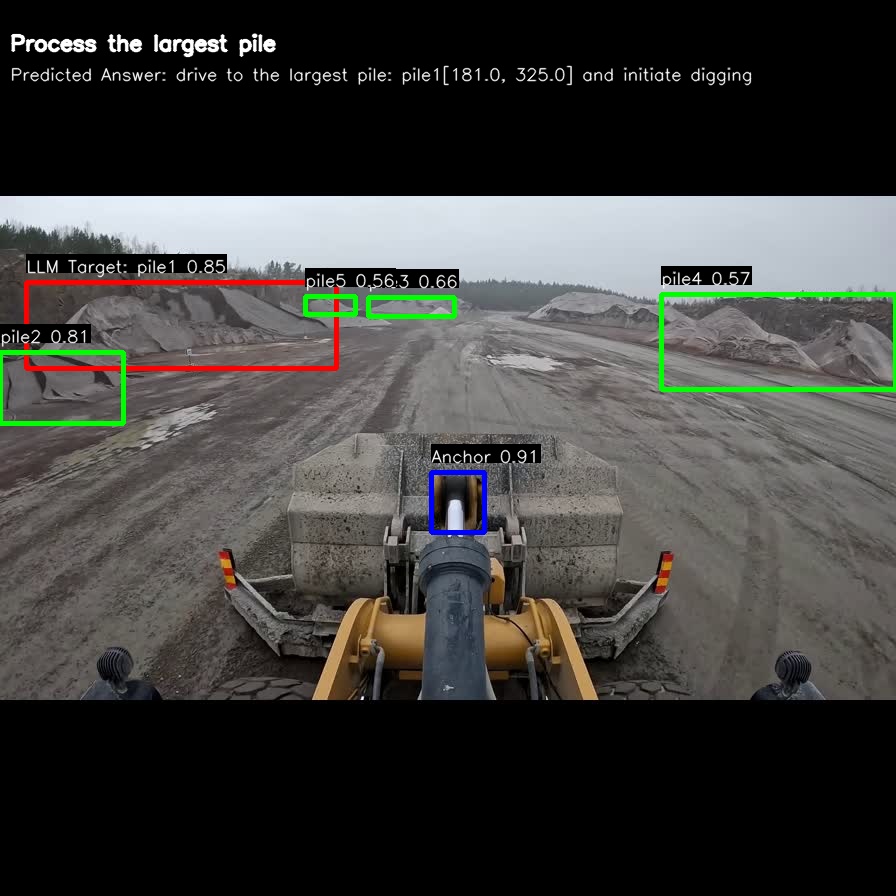 Process the largest pile
Predicted Answer: drive to the largest pile: pile1[181.0, 325.0] and initiate digging
LLM Target: pile1 0.85
pile5 0.56
3 0.66
pile4 0.57
pile2 0.81
Anchor 0.91